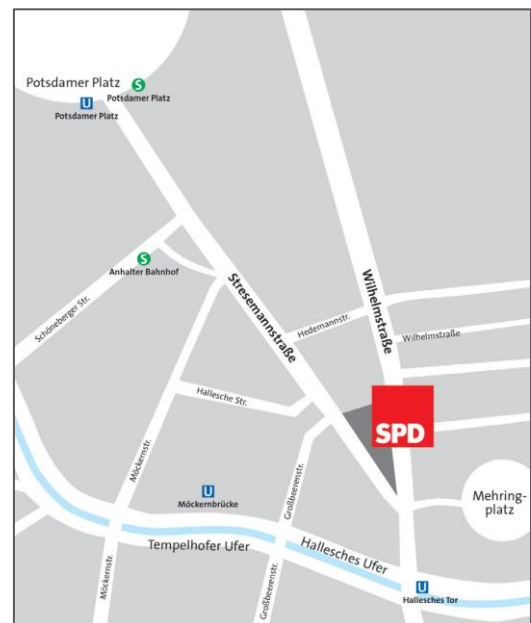 Potsdamer Platz
S
Potsdamer Platz
U
Potsdamer Platz
S
Anhalter Bahnhof
Schöneberger Str.
Stresemannstraße
Wilhelmstraße
Hedemannstr.
Wilhelmstraße
Hallesche Str.
SPD
Möckernstr.
Großbeerenstr.
U
Möckernbrücke
Mehring-
platz
Tempelhofer Ufer
Hallesches Ufer
Möckernstr.
Großbeerenstr.
U
Hallesches Tor